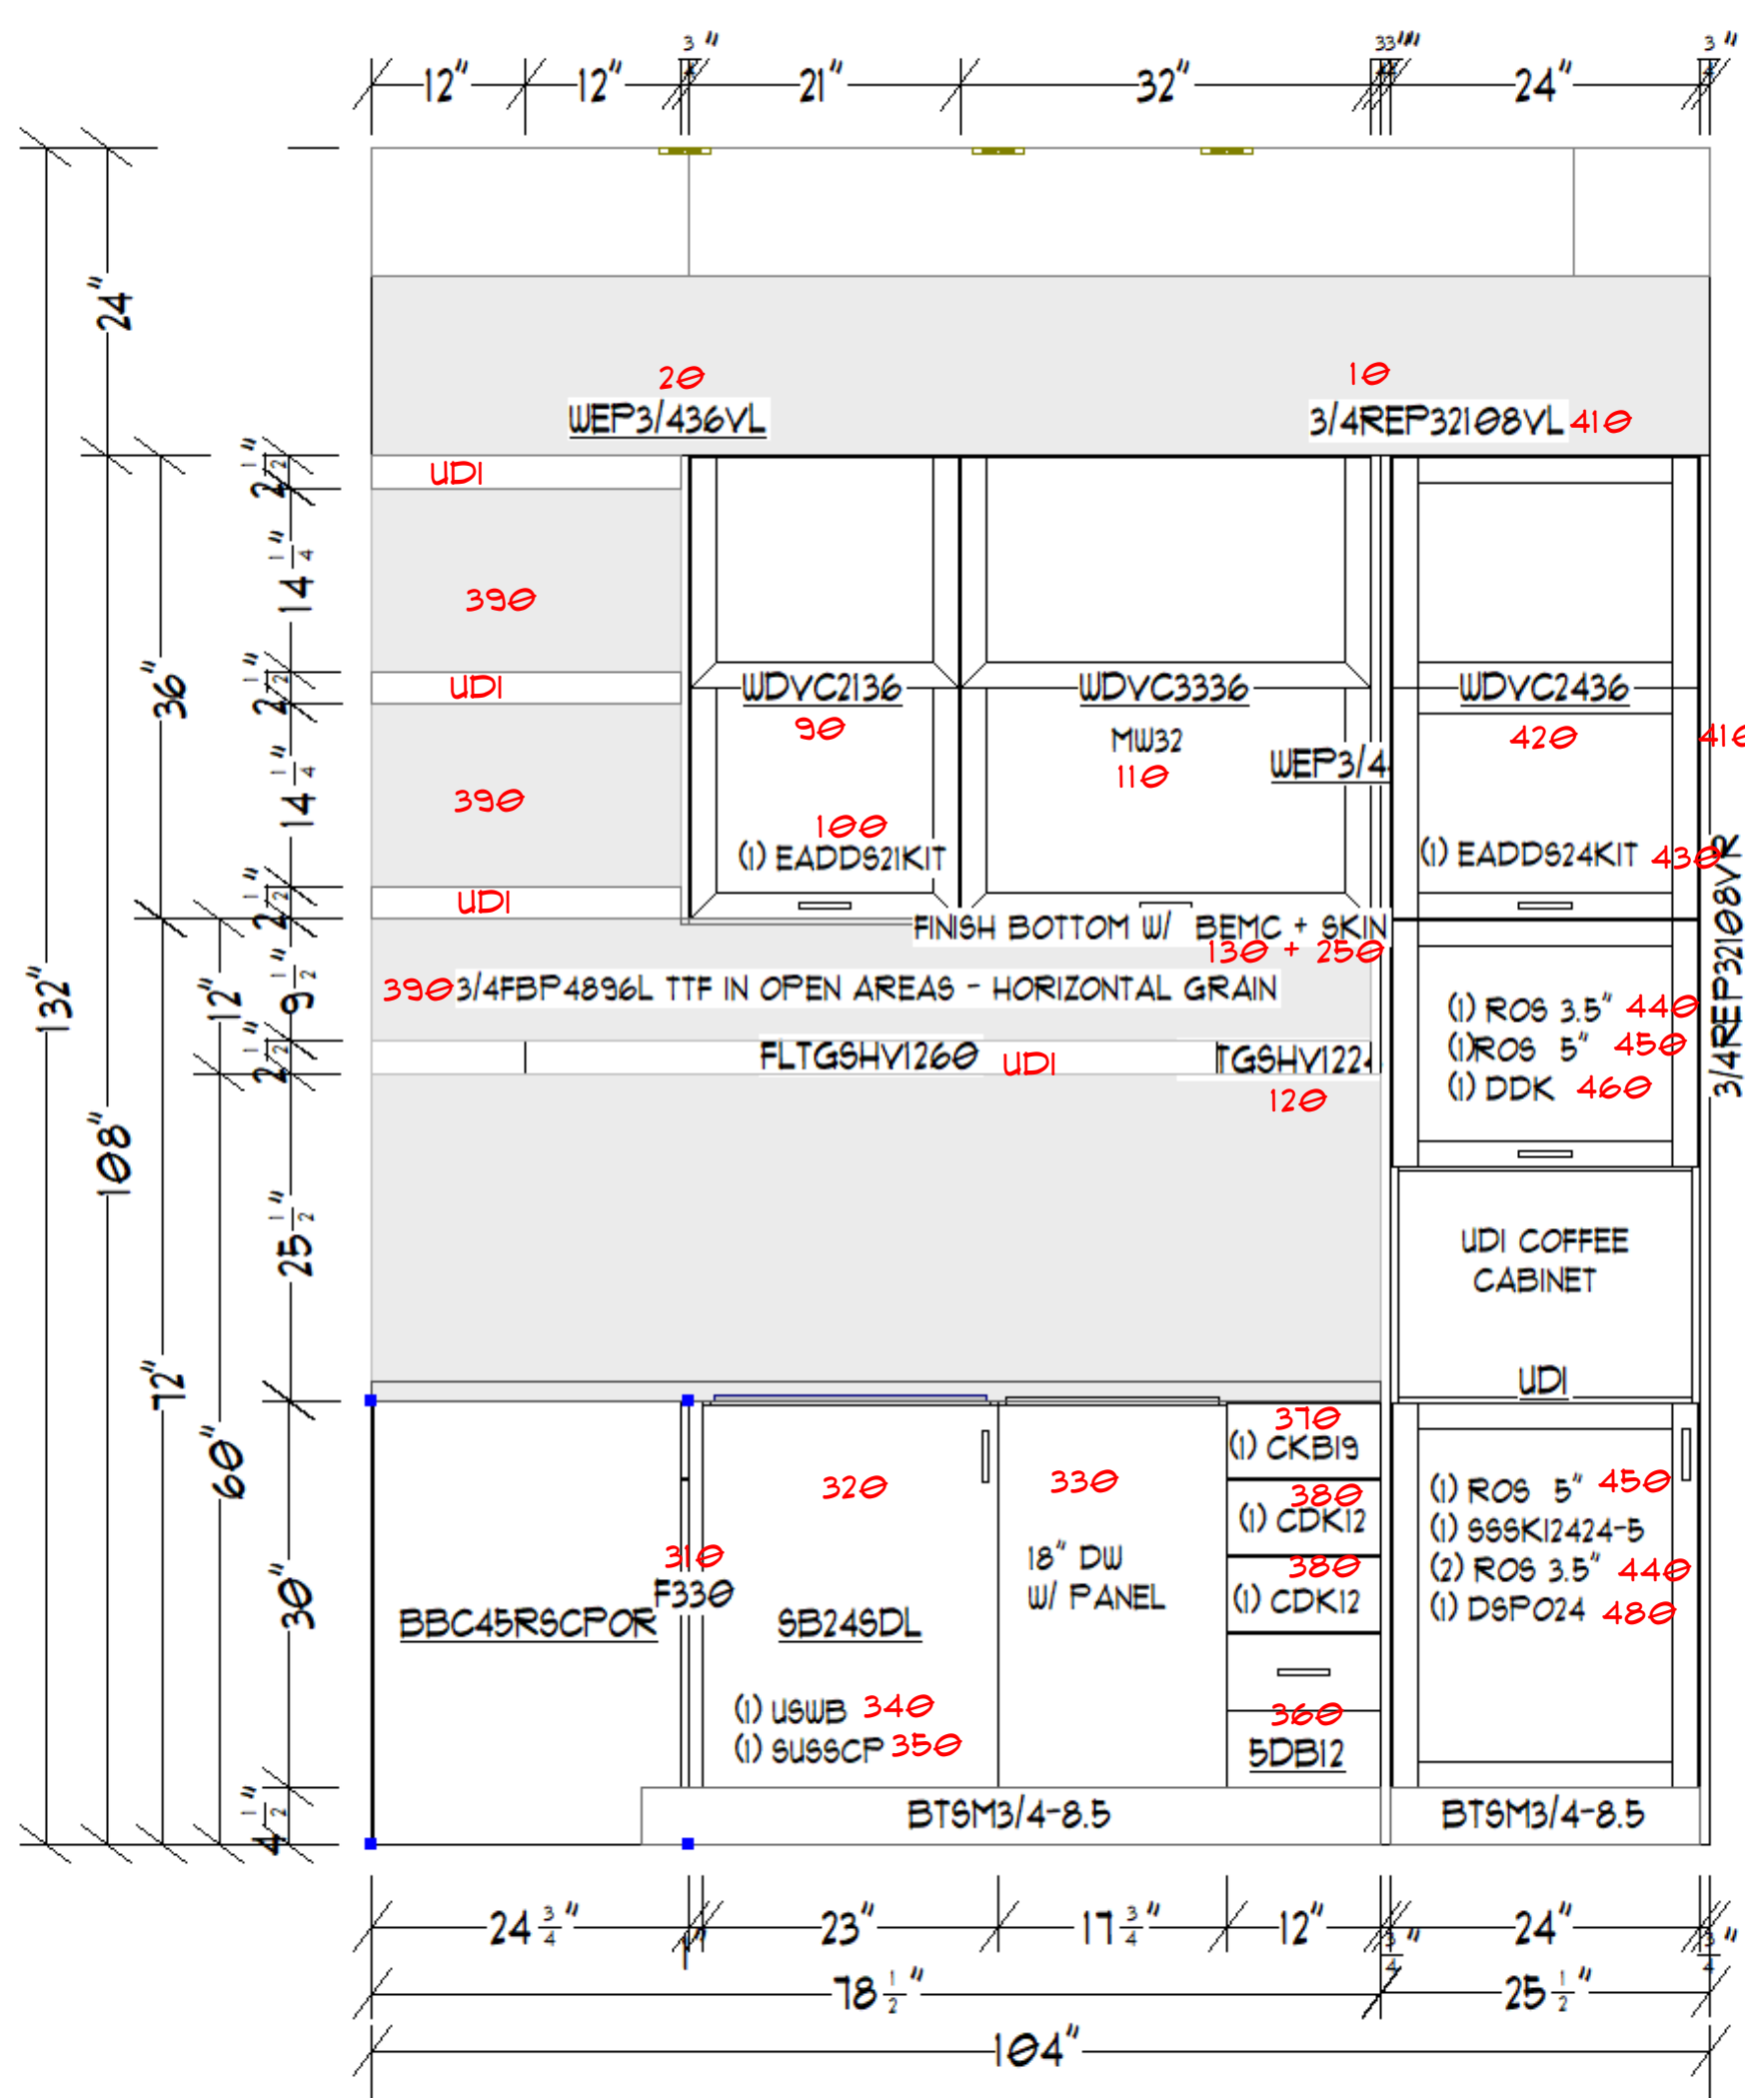 12" 12" 3/4" 21" 32" 24" 3/4"
24"
20
WEP3/436VL
10
3/4REP32108VL 410
2 1/2"
UDI
14 1/4"
390
36"
2 1/2"
UDI
WDVC2136
WDVC3336
WDVC2436
90
MW32
110
WEP3/4
420
410
14 1/4"
390
100
(1) EADDS21KIT
(1) EADDS24KIT 430
2 1/2"
UDI
FINISH BOTTOM W/ BEMC + SKIN
130 + 250
3/4REP32108VR
132"
12"
9 1/2"
390 3/4FBP4896L TTF IN OPEN AREAS - HORIZONTAL GRAIN
(1) ROS 3.5" 440
(1)ROS 5" 450
(1) DDK 460
2 1/2"
FLTGSHV1260 UDI TGSHV1224
120
108"
25 1/2"
UDI COFFEE
CABINET
UDI
72"
60"
30"
370
(1) CKB19
320
330
380
(1) CDK12
380
(1) CDK12
(1) ROS 5" 450
(1) SSSK12424-5
(2) ROS 3.5" 440
(1) DSPO24 480
310
F330
18" DW
W/ PANEL
BBC45RSCPOR
SB24SDL
(1) USWB 340
(1) SUSSCP 350
360
5DB12
4 1/2"
BTSM3/4-8.5
BTSM3/4-8.5
24 3/4" 1" 23" 17 3/4" 12" 3/4" 24" 3/4"
78 1/2" 25 1/2"
104"